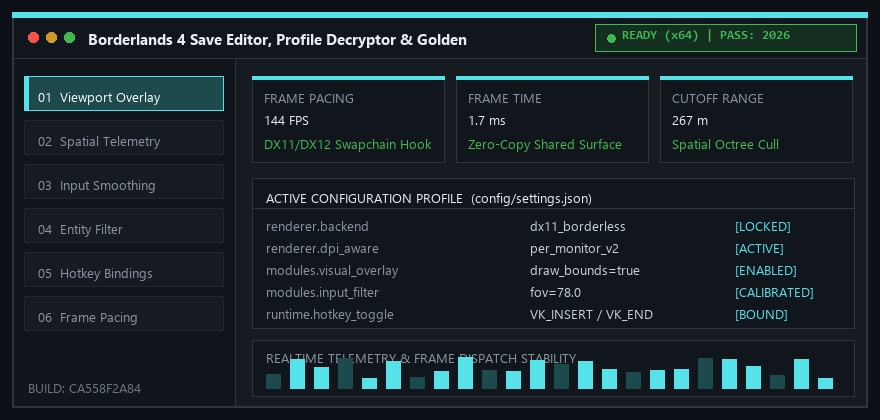 Borderlands 4 Save Editor, Profile Decryptor & Golden
READY (x64) | PASS: 2026
01 Viewport Overlay
02 Spatial Telemetry
03 Input Smoothing
04 Entity Filter
05 Hotkey Bindings
06 Frame Pacing
BUILD: CA558F2A84
FRAME PACING
144 FPS
DX11/DX12 Swapchain Hook
FRAME TIME
1.7 ms
Zero-Copy Shared Surface
CUTOFF RANGE
267 m
Spatial Octree Cull
ACTIVE CONFIGURATION PROFILE (config/settings.json)
renderer.backend dx11_borderless [LOCKED]
renderer.dpi_aware per_monitor_v2 [ACTIVE]
modules.visual_overlay draw_bounds=true [ENABLED]
modules.input_filter fov=78.0 [CALIBRATED]
runtime.hotkey_toggle VK_INSERT / VK_END [BOUND]
REALTIME TELEMETRY & FRAME DISPATCH STABILITY